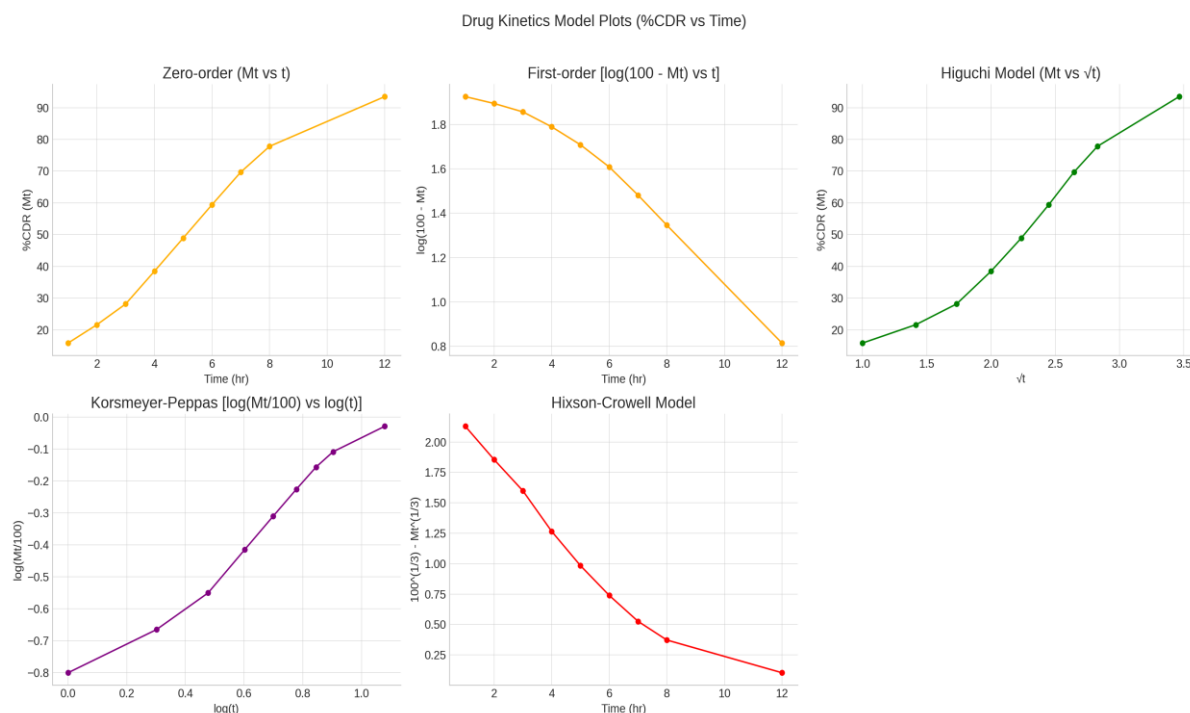 Drug Kinetics Model Plots (%CDR vs Time)
Zero-order (Mt vs t)
90
80
70
60
50
40
30
20
%CDR (Mt)
2 4 6 8 10 12
Time (hr)
First-order [log(100 - Mt) vs t]
1.8
1.6
1.4
1.2
1.0
0.8
log(100 - Mt)
2 4 6 8 10 12
Time (hr)
Higuchi Model (Mt vs √t)
90
80
70
60
50
40
30
20
%CDR (Mt)
1.0 1.5 2.0 2.5 3.0 3.5
√t
Korsmeyer-Peppas [log(Mt/100) vs log(t)]
0.0
−0.1
−0.2
−0.3
−0.4
−0.5
−0.6
−0.7
−0.8
log(Mt/100)
0.0 0.2 0.4 0.6 0.8 1.0
log(t)
Hixson-Crowell Model
2.00
1.75
1.50
1.25
1.00
0.75
0.50
0.25
100^(1/3) - Mt^(1/3)
2 4 6 8 10 12
Time (hr)